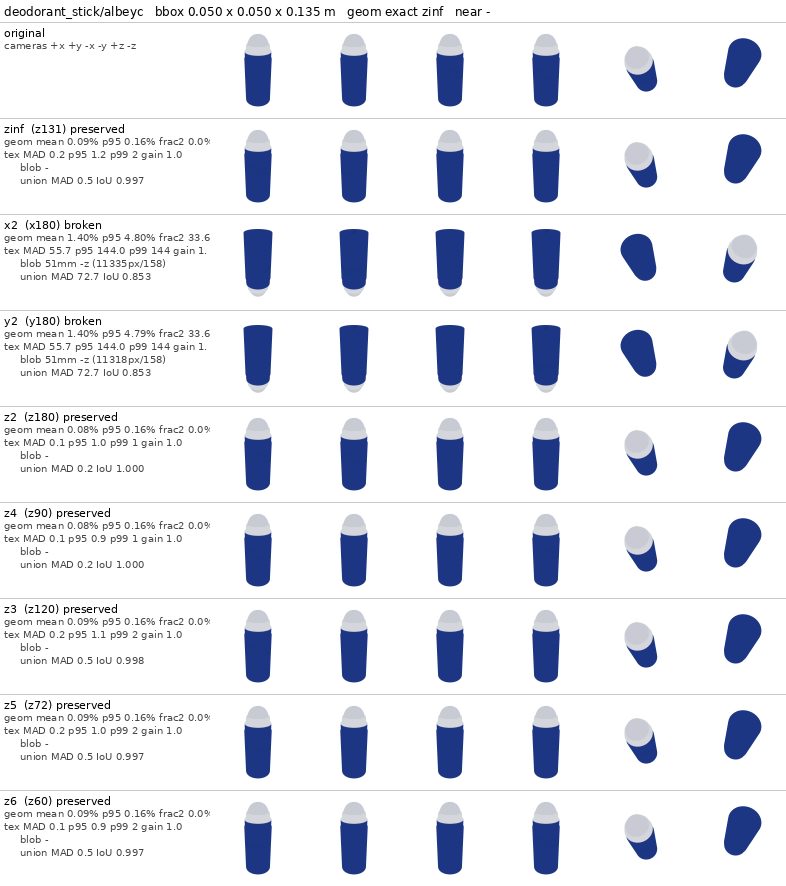 deodorant_stick/albeyc   bbox 0.050 x 0.050 x 0.135 m   geom exact zinf   near -
original
cameras +x +y -x -y +z -z
zinf  (z131) preserved
geom mean 0.09% p95 0.16% frac2 0.0%
tex MAD 0.2 p95 1.2 p99 2 gain 1.0
blob -
union MAD 0.5 IoU 0.997
x2  (x180) broken
geom mean 1.40% p95 4.80% frac2 33.6
tex MAD 55.7 p95 144.0 p99 144 gain 1.
blob 51mm -z (11335px/158)
union MAD 72.7 IoU 0.853
y2  (y180) broken
geom mean 1.40% p95 4.79% frac2 33.6
tex MAD 55.7 p95 144.0 p99 144 gain 1.
blob 51mm -z (11318px/158)
union MAD 72.7 IoU 0.853
z2  (z180) preserved
geom mean 0.08% p95 0.16% frac2 0.0%
tex MAD 0.1 p95 1.0 p99 1 gain 1.0
blob -
union MAD 0.2 IoU 1.000
z4  (z90) preserved
geom mean 0.08% p95 0.16% frac2 0.0%
tex MAD 0.1 p95 0.9 p99 1 gain 1.0
blob -
union MAD 0.2 IoU 1.000
z3  (z120) preserved
geom mean 0.09% p95 0.16% frac2 0.0%
tex MAD 0.2 p95 1.1 p99 2 gain 1.0
blob -
union MAD 0.5 IoU 0.998
z5  (z72) preserved
geom mean 0.09% p95 0.16% frac2 0.0%
tex MAD 0.2 p95 1.0 p99 2 gain 1.0
blob -
union MAD 0.5 IoU 0.997
z6  (z60) preserved
geom mean 0.09% p95 0.16% frac2 0.0%
tex MAD 0.1 p95 0.9 p99 2 gain 1.0
blob -
union MAD 0.5 IoU 0.997